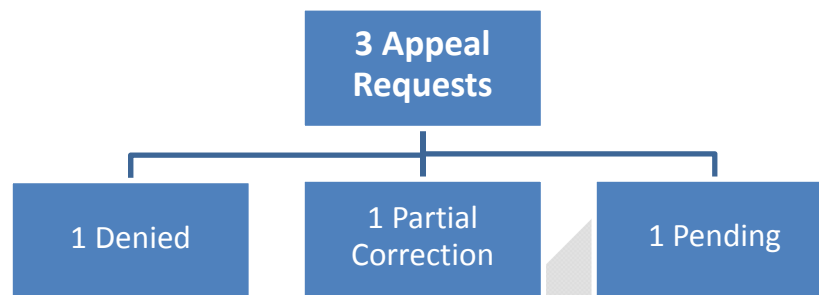 3 Appeal
Requests
1 Denied
1 Partial
Correction
1 Pending